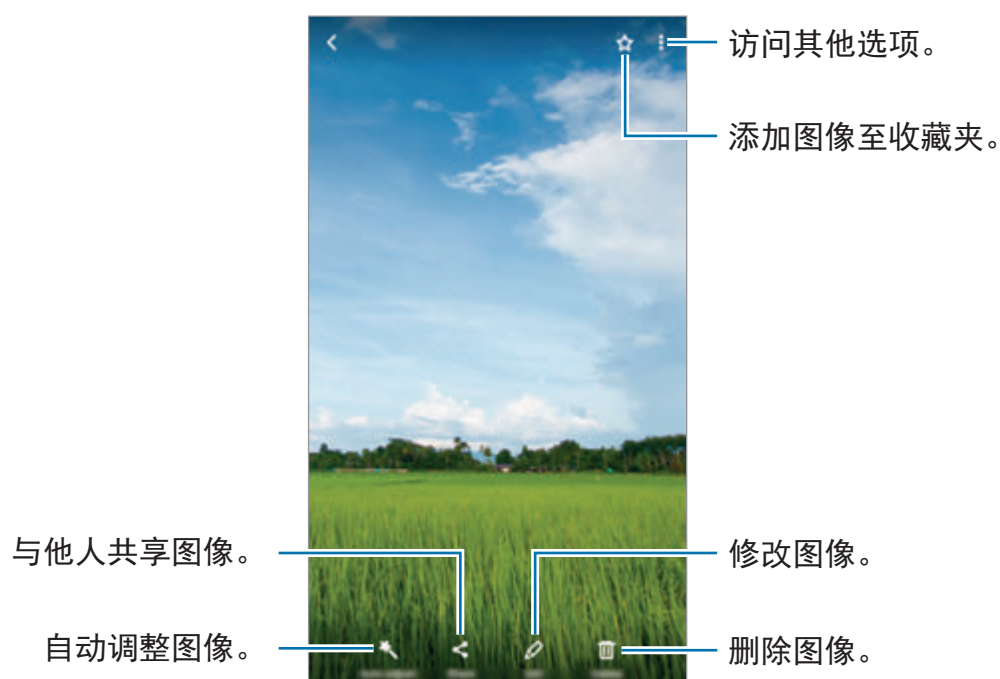 访问其他选项。
添加图像至收藏夹。
与他人共享图像。
修改图像。
自动调整图像。
删除图像。